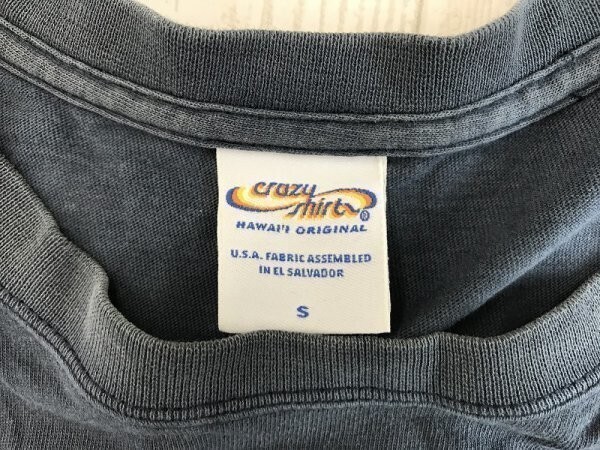 crazy
shirts®
HAWAI'I ORIGINAL
U.S.A. FABRIC ASSEMBLED
IN EL SALVADOR
S